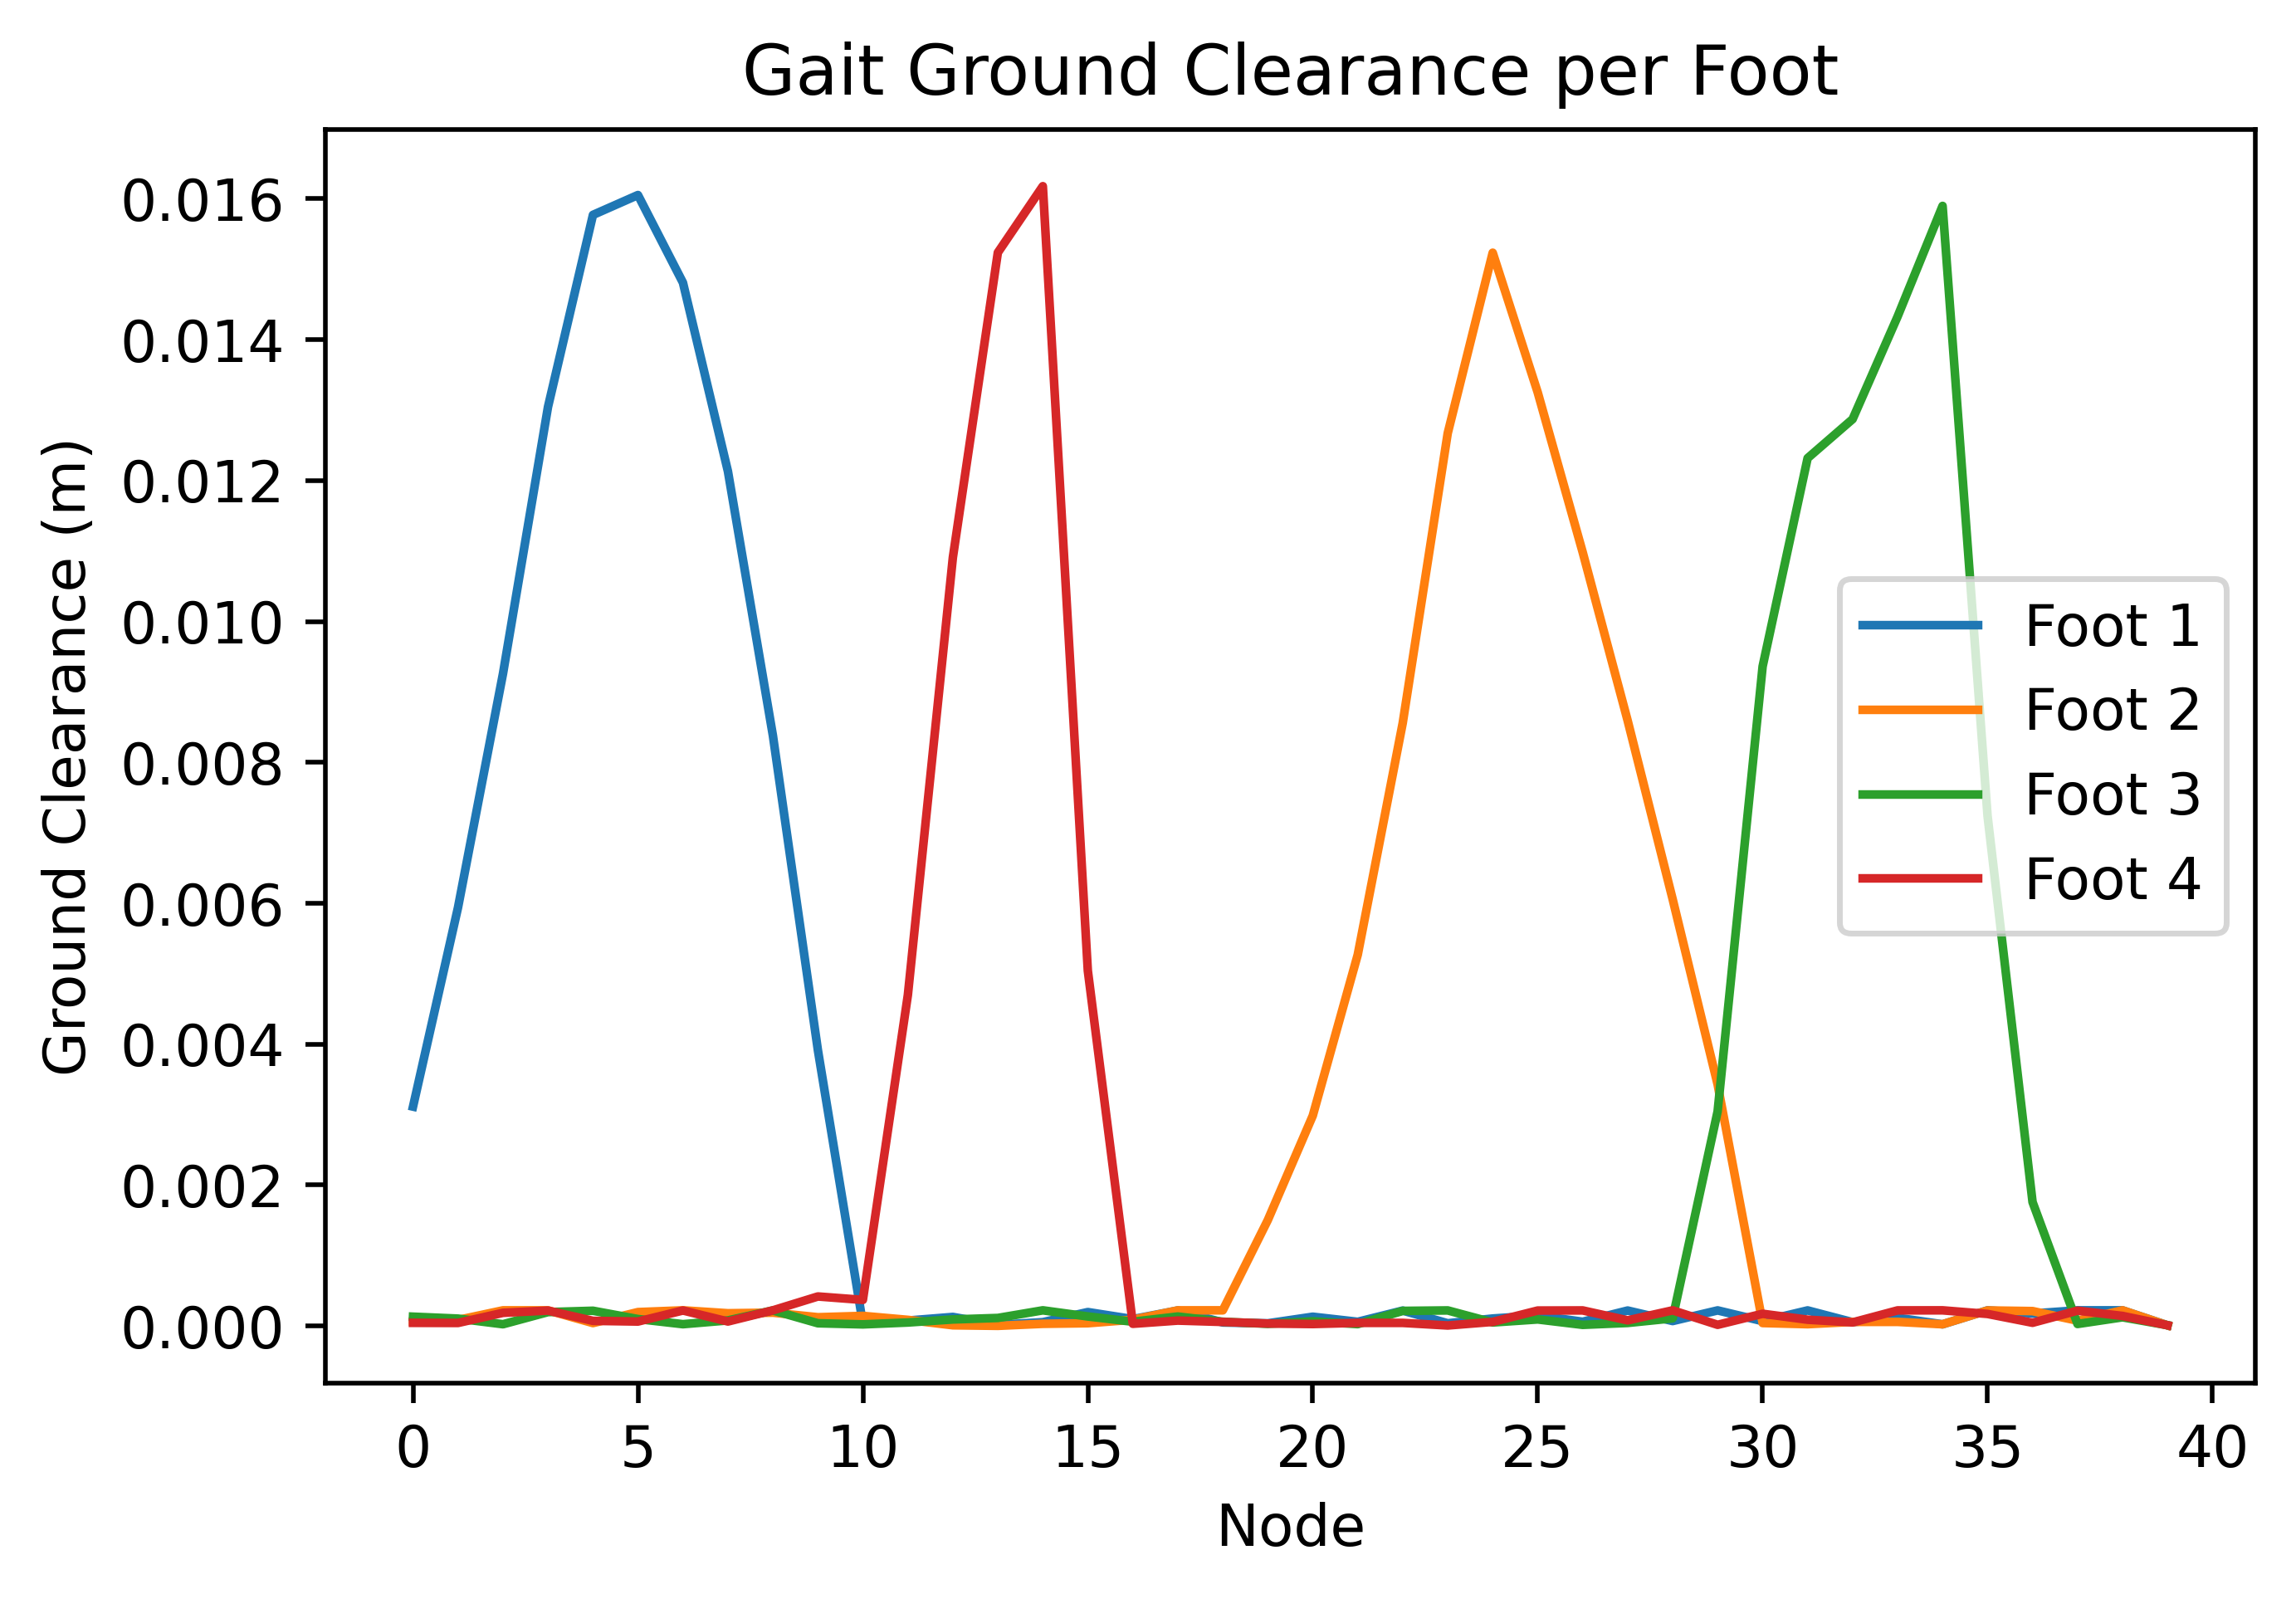 Gait Ground Clearance per Foot
Ground Clearance (m)
0.016
0.014
0.012
0.010
0.008
0.006
0.004
0.002
0.000
Foot 1
Foot 2
Foot 3
Foot 4
0 5 10 15 20 25 30 35 40
Node